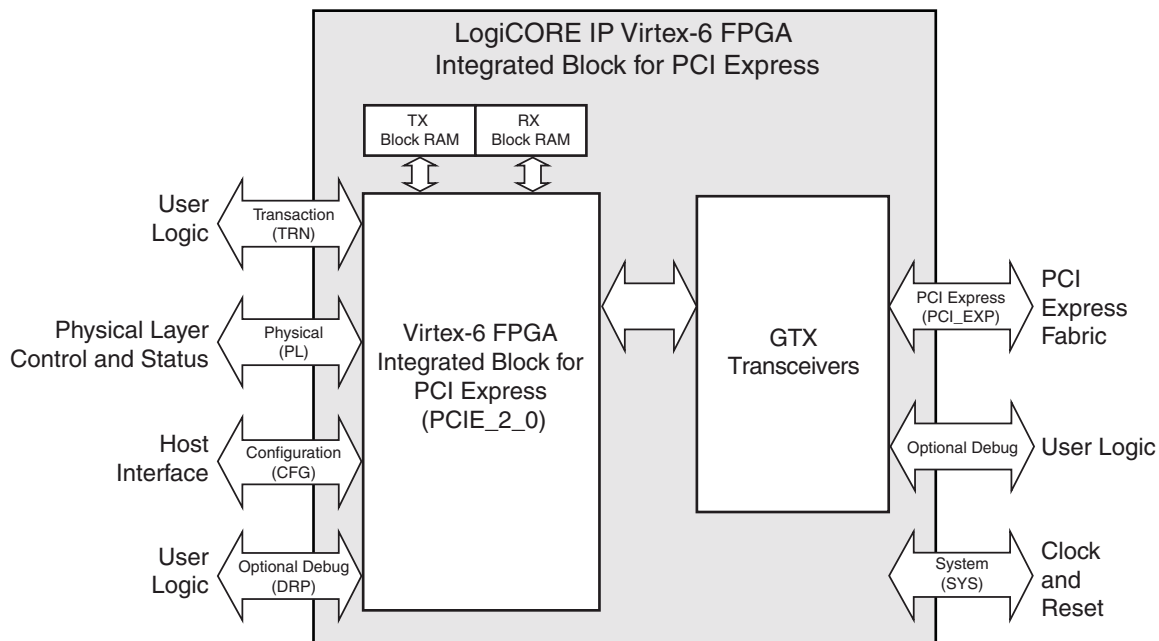 LogiCORE IP Virtex-6 FPGA
Integrated Block for PCI Express
TX
Block RAM
RX
Block RAM
User
Logic
Transaction
(TRN)
Physical Layer
Control and Status
Physical
(PL)
Host
Interface
Configuration
(CFG)
User
Logic
Optional Debug
(DRP)
Virtex-6 FPGA
Integrated Block for
PCI Express
(PCIE_2_0)
GTX
Transceivers
PCI Express
(PCI_EXP)
PCI
Express
Fabric
Optional Debug
User Logic
System
(SYS)
Clock
and
Reset